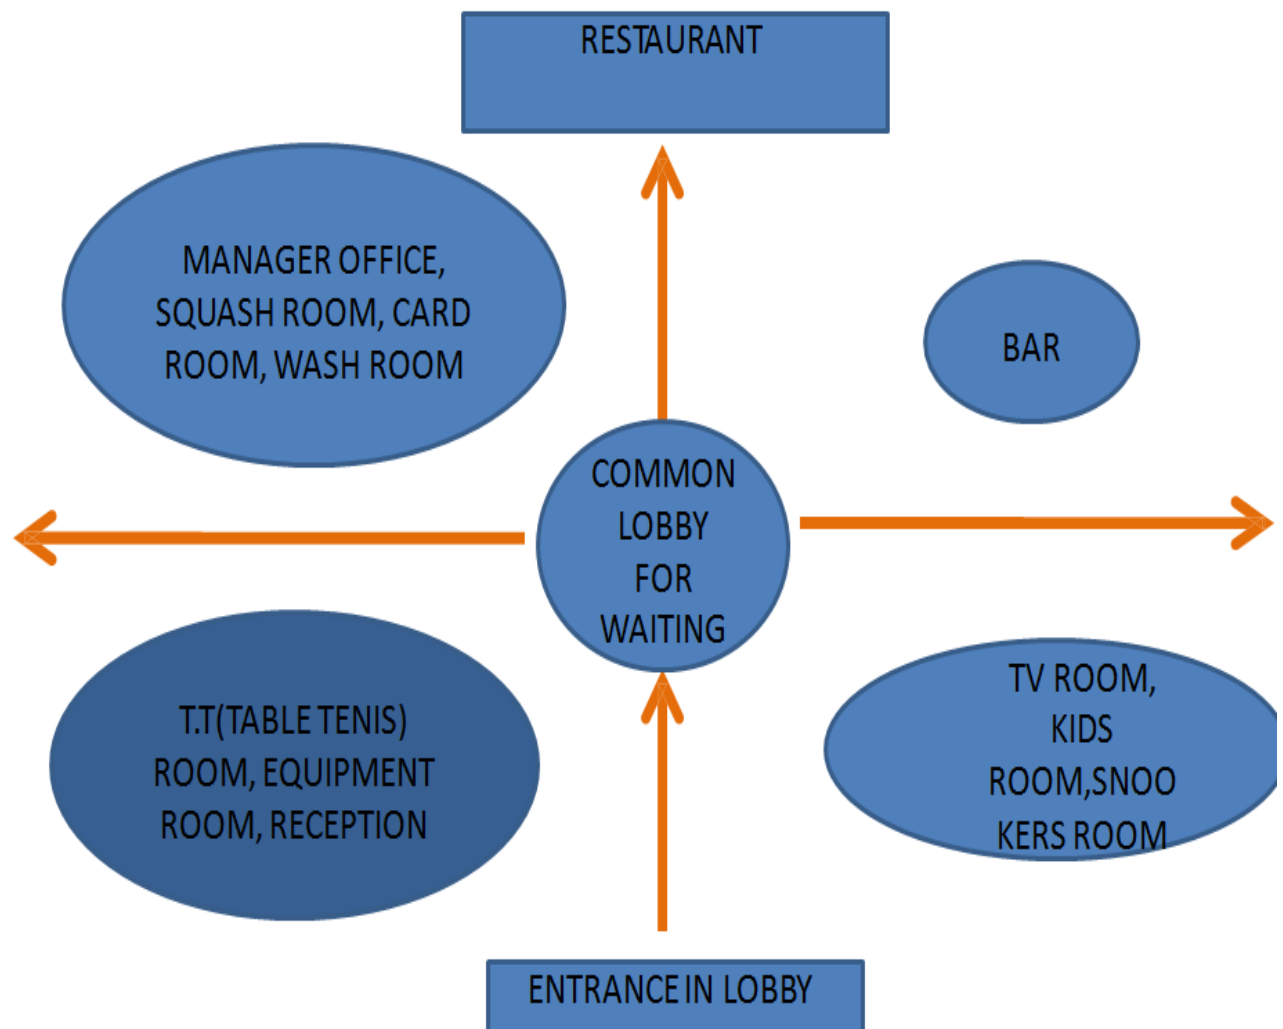 RESTAURANT
MANAGER OFFICE,
SQUASH ROOM, CARD
ROOM, WASH ROOM
BAR
COMMON
LOBBY
FOR
WAITING
T.T(TABLE TENIS)
ROOM, EQUIPMENT
ROOM, RECEPTION
TV ROOM,
KIDS
ROOM,SNOO
KERS ROOM
ENTRANCE IN LOBBY